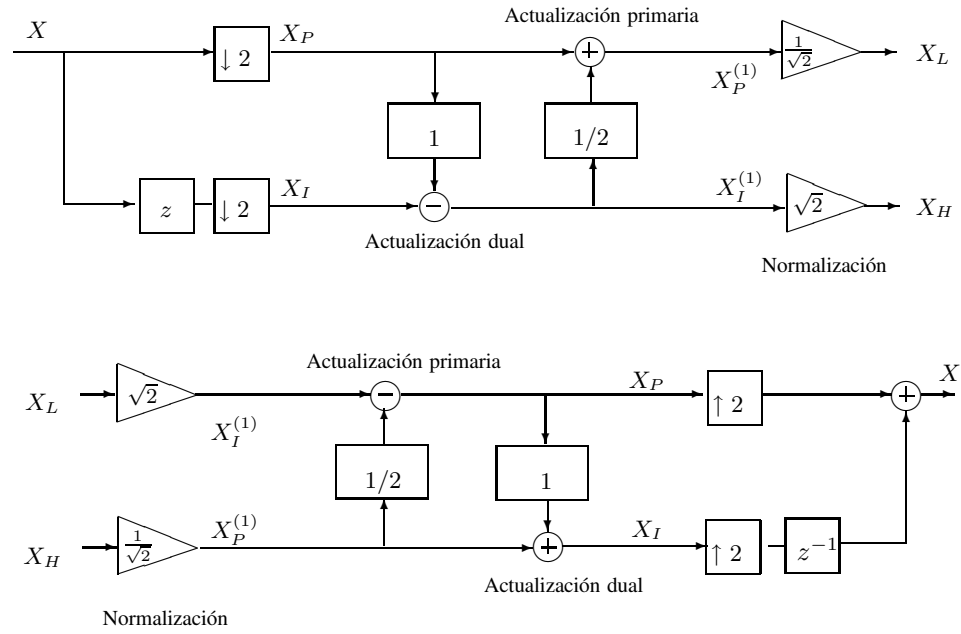 Actualización primaria
X
X_P
↓ 2
+
1/√2
X_L
X_P^(1)
1
1/2
z
↓ 2
X_I
−
X_I^(1)
√2
X_H
Actualización dual
Normalización
Actualización primaria
X_L
√2
−
X_P
↑ 2
+
X
X_I^(1)
1/2
1
X_H
1/√2
X_P^(1)
+
X_I
↑ 2
z^−1
Actualización dual
Normalización